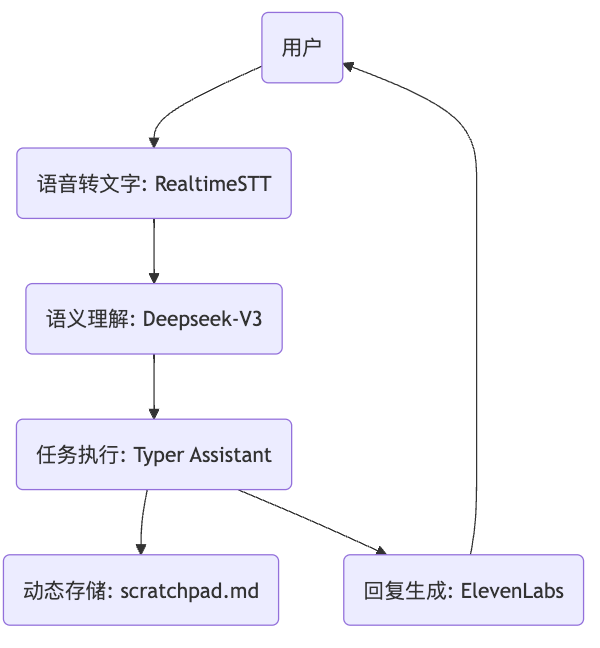 用户
语音转文字: RealtimeSTT
语义理解: Deepseek-V3
任务执行: Typer Assistant
动态存储: scratchpad.md
回复生成: ElevenLabs